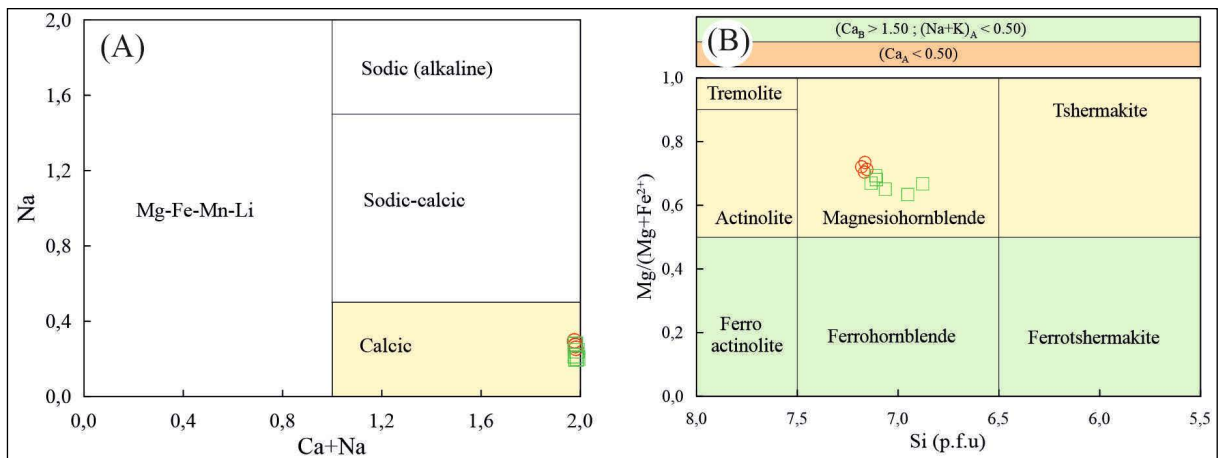 (A)
2,0
1,6
1,2
0,8
0,4
0,0
Na
Sodic (alkaline)
Sodic-calcic
Mg-Fe-Mn-Li
Calcic
0,0 0,4 0,8 1,2 1,6 2,0
Ca+Na
(B)
(Ca_B > 1.50 ; (Na+K)_A < 0.50)
(Ca_A < 0.50)
1,0
0,8
0,6
0,4
0,2
0,0
Mg/(Mg+Fe²⁺)
Tremolite
Tshermakite
Actinolite
Magnesiohornblende
Ferro
actinolite
Ferrohornblende
Ferrotshermakite
8,0 7,5 7,0 6,5 6,0 5,5
Si (p.f.u)